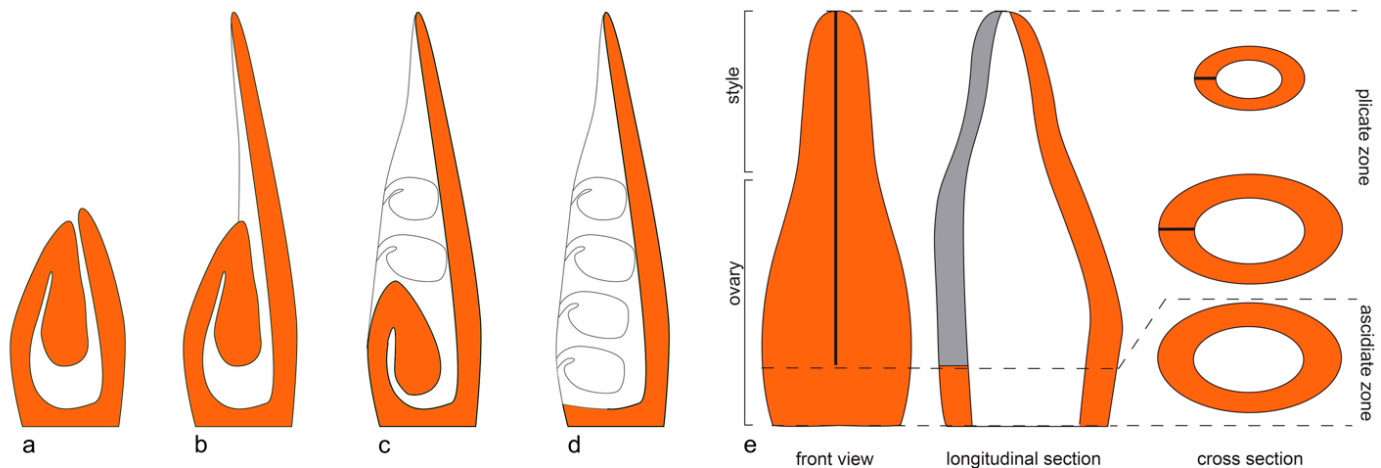 a
b
c
d
e
style
ovary
front view
longitudinal section
cross section
plicate zone
ascidiate zone